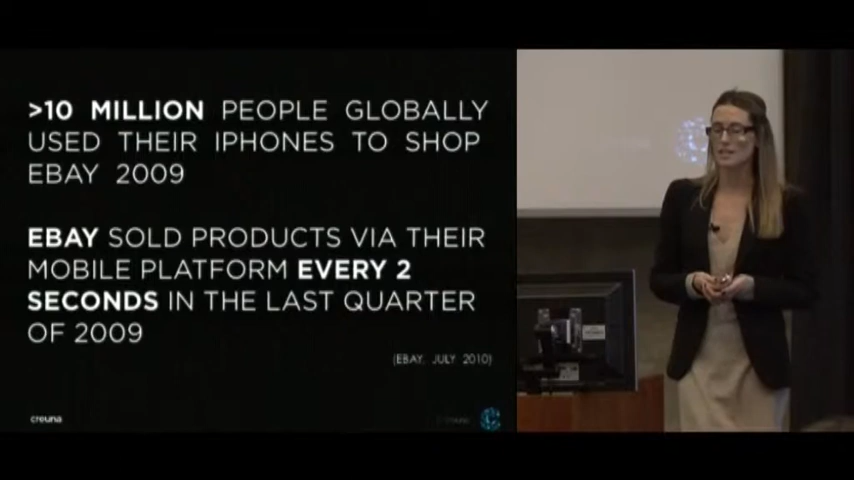 >10 MILLION PEOPLE GLOBALLY
USED THEIR IPHONES TO SHOP
EBAY 2009
EBAY SOLD PRODUCTS VIA THEIR
MOBILE PLATFORM EVERY 2
SECONDS IN THE LAST QUARTER
OF 2009
(EBAY, JULY 2010)
creuna